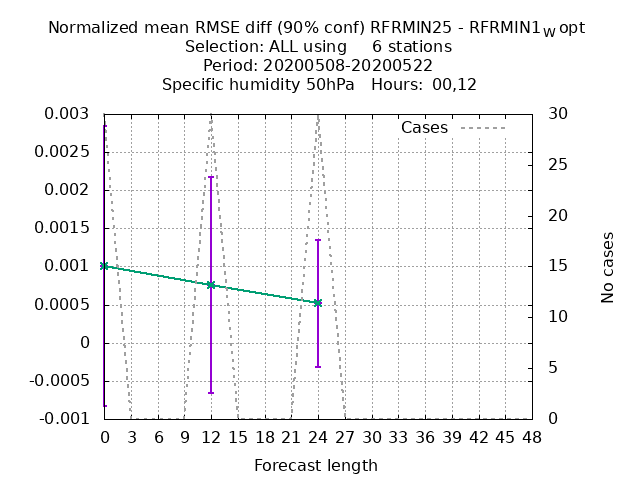 Normalized mean RMSE diff (90% conf) RFRMIN25 - RFRMIN1w opt
Selection: ALL using 6 stations
Period: 20200508-20200522
Specific humidity 50hPa Hours: 00,12
Cases
0.003
0.0025
0.002
0.0015
0.001
0.0005
0
-0.0005
-0.001
30
25
20
15
10
5
0
No cases
0 3 6 9 12 15 18 21 24 27 30 33 36 39 42 45 48
Forecast length